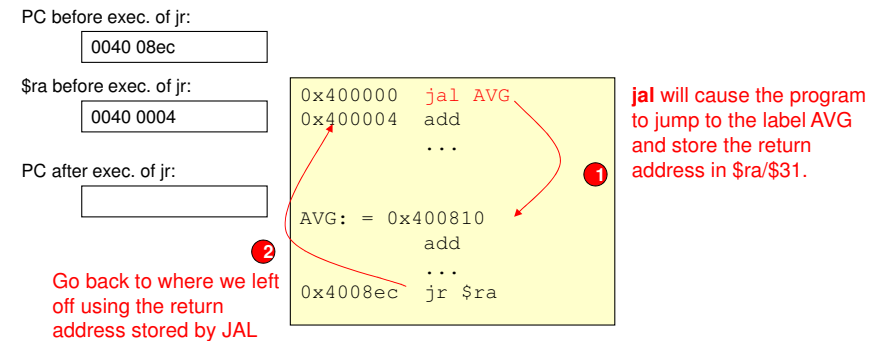 PC before exec. of jr:
0040 08ec
$ra before exec. of jr:
0040 0004
PC after exec. of jr:
0x400000 jal AVG
0x400004 add
...
AVG: = 0x400810
add
...
0x4008ec jr $ra
jal will cause the program
to jump to the label AVG
and store the return
address in $ra/$31.
1
2
Go back to where we left
off using the return
address stored by JAL